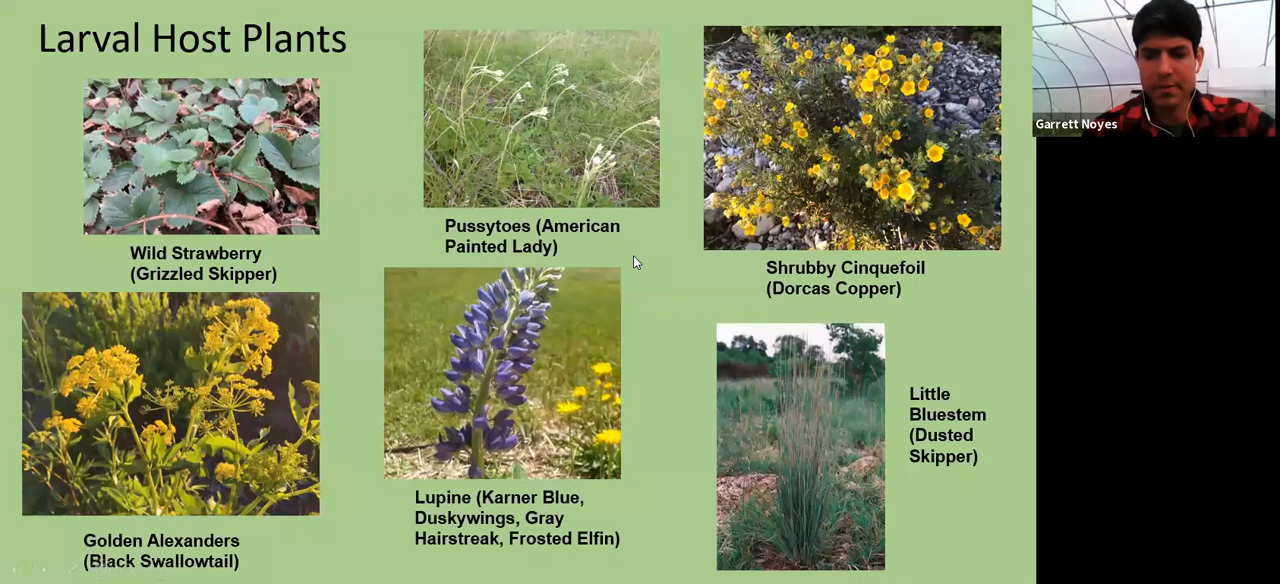 Larval Host Plants
Garrett Noyes
Wild Strawberry
(Grizzled Skipper)
Pussytoes (American
Painted Lady)
Shrubby Cinquefoil
(Dorcas Copper)
Golden Alexanders
(Black Swallowtail)
Lupine (Karner Blue,
Duskywings, Gray
Hairstreak, Frosted Elfin)
Little
Bluestem
(Dusted
Skipper)